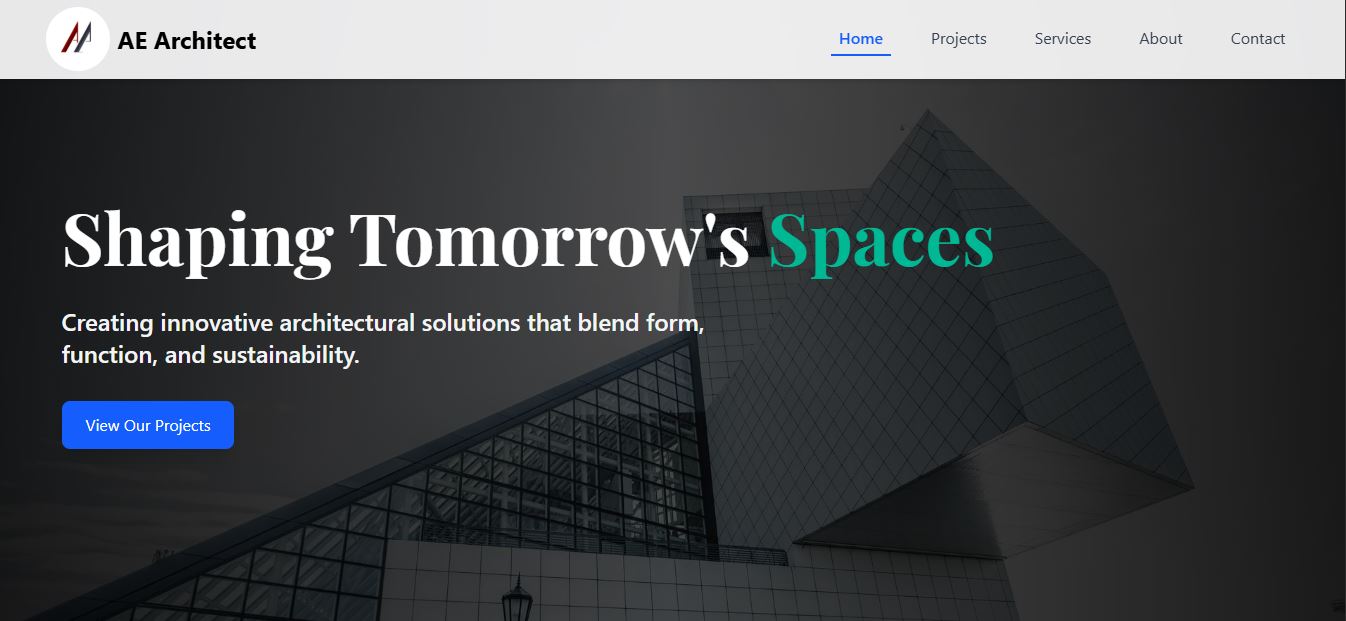 AE Architect
Home
Projects
Services
About
Contact
Shaping Tomorrow's Spaces
Creating innovative architectural solutions that blend form,
function, and sustainability.
View Our Projects